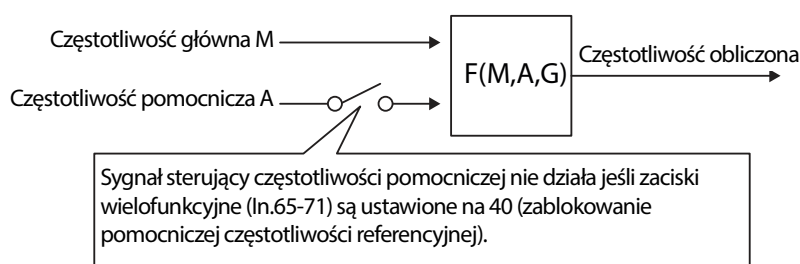 Częstotliwość główna M
F(M,A,G)
Częstotliwość obliczona
Częstotliwość pomocnicza A
Sygnał sterujący częstotliwości pomocniczej nie działa jeśli zaciski
wielofunkcyjne (In.65-71) są ustawione na 40 (zablokowanie
pomocniczej częstotliwości referencyjnej).